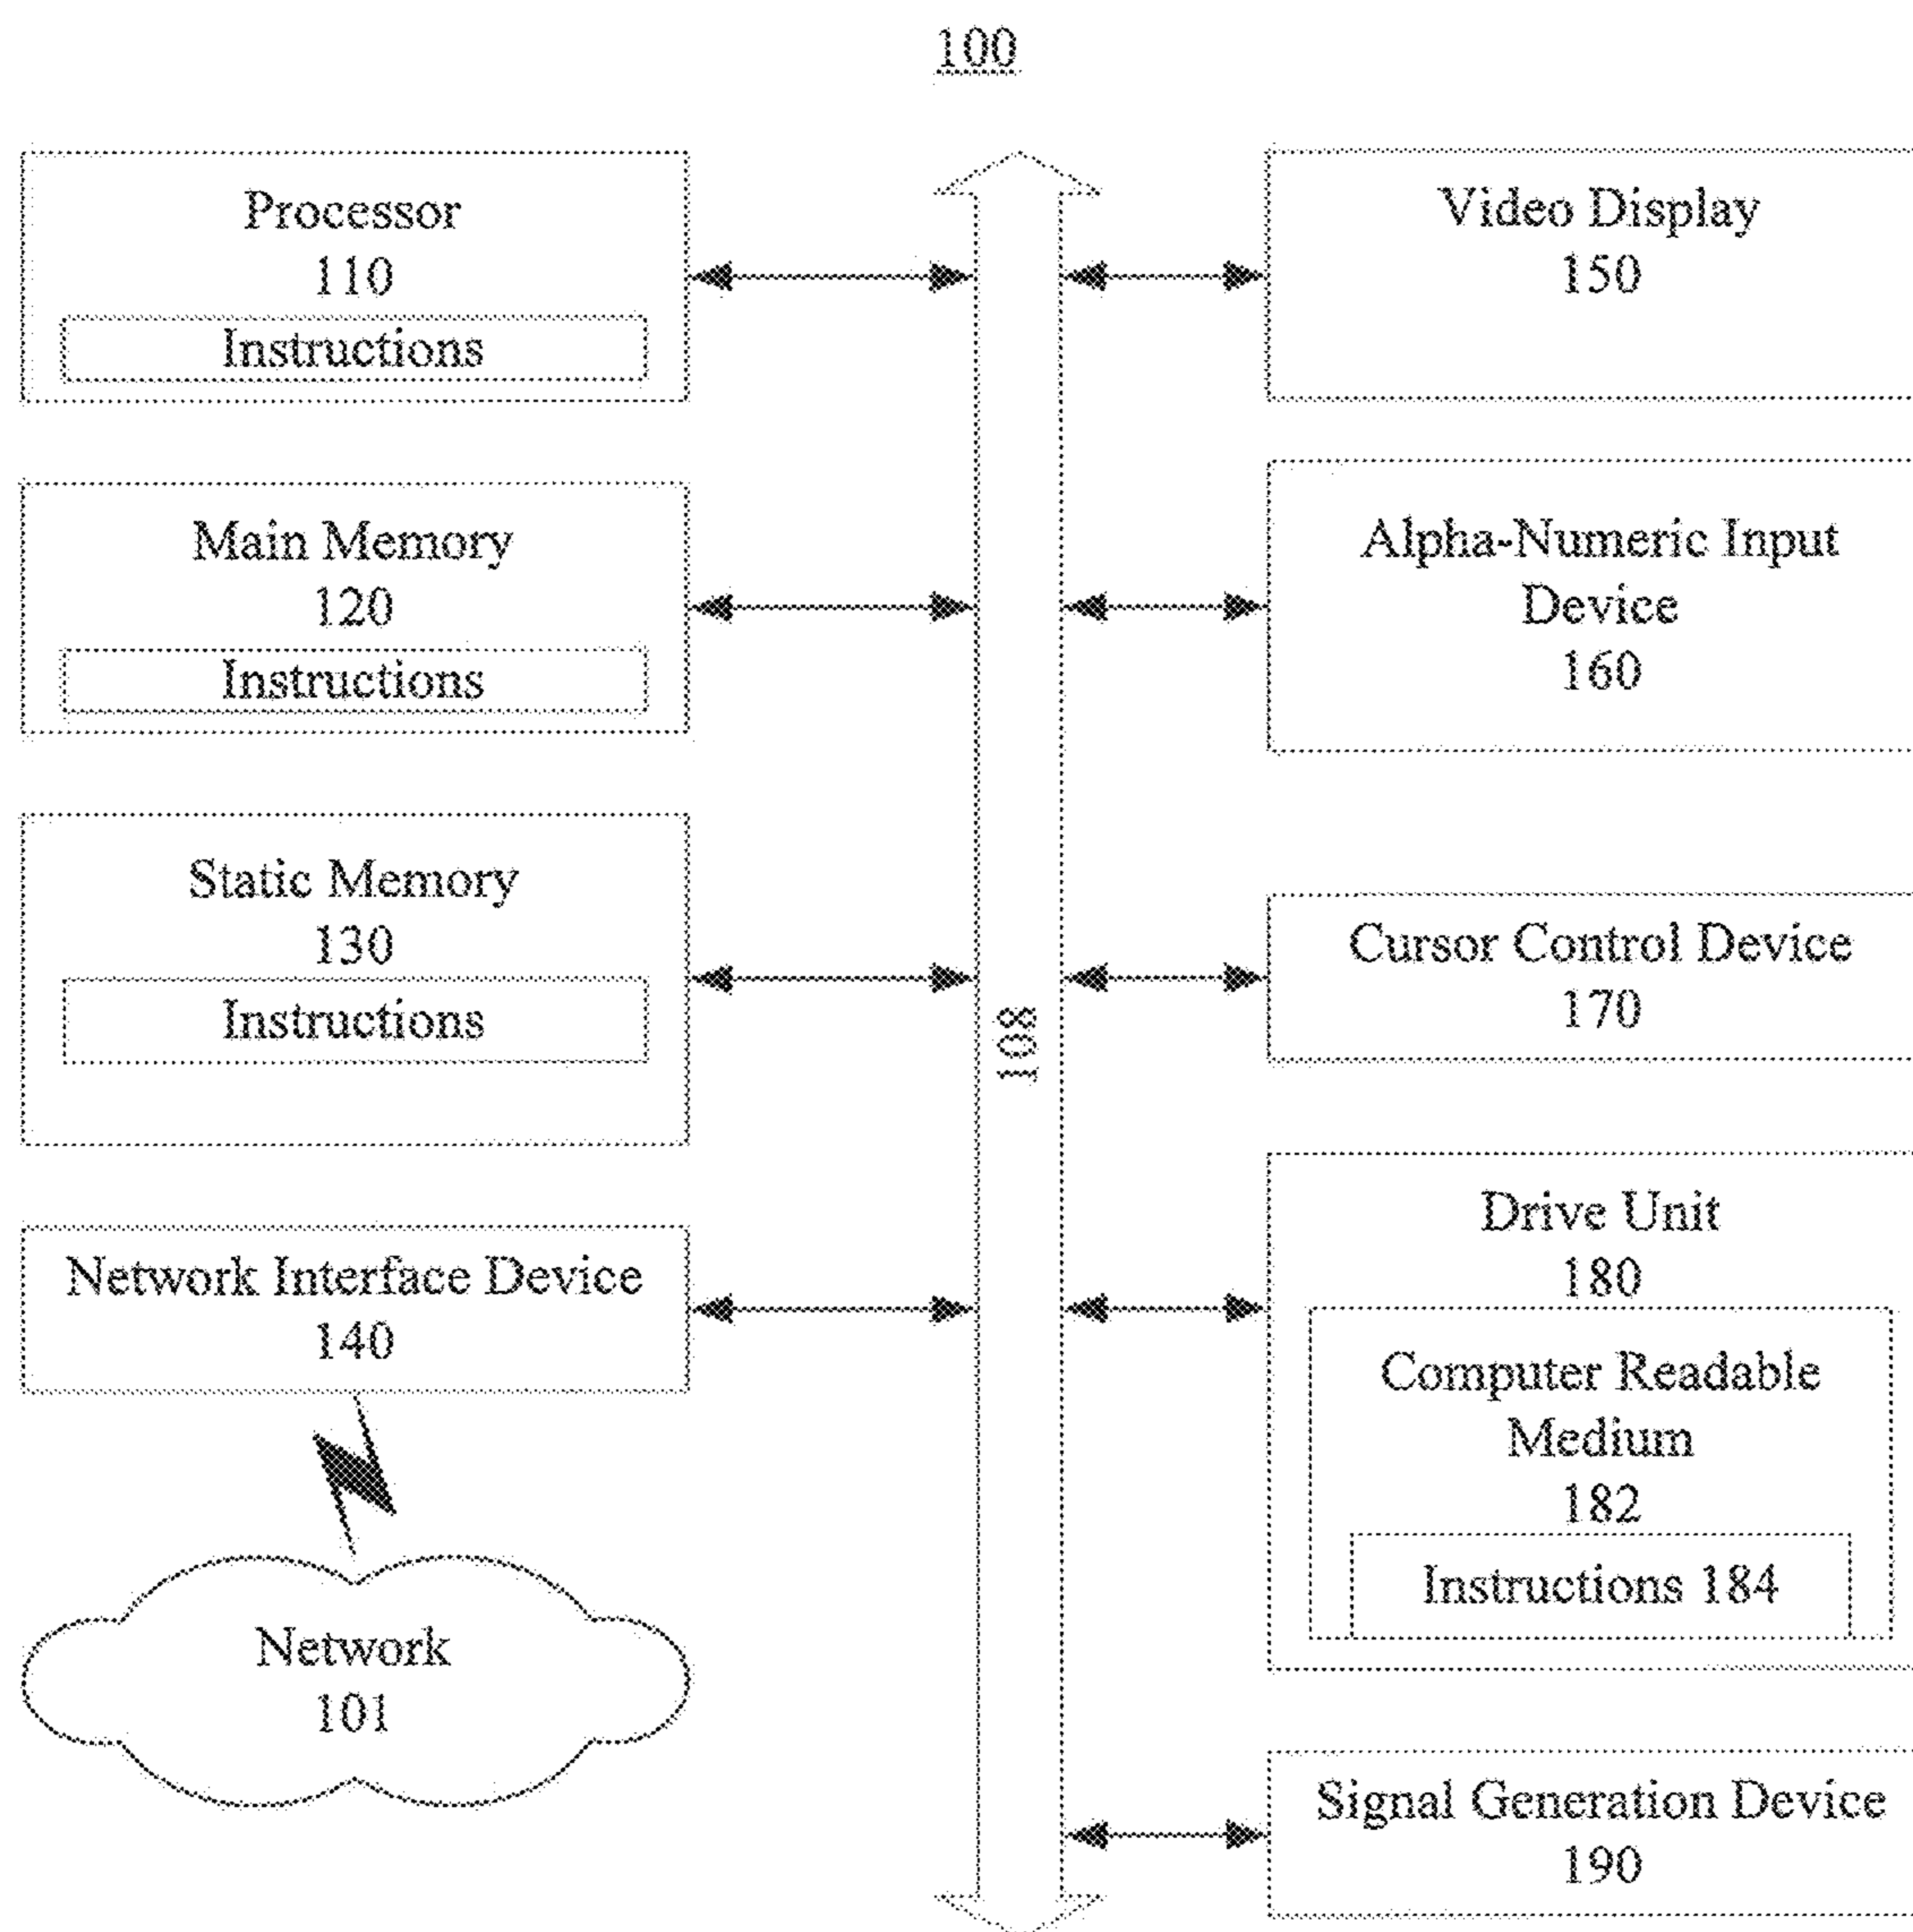 100
Processor
110
Instructions
Main Memory
120
Instructions
Static Memory
130
Instructions
Network Interface Device
140
Network
101
108
Video Display
150
Alpha-Numeric Input
Device
160
Cursor Control Device
170
Drive Unit
180
Computer Readable
Medium
182
Instructions 184
Signal Generation Device
190